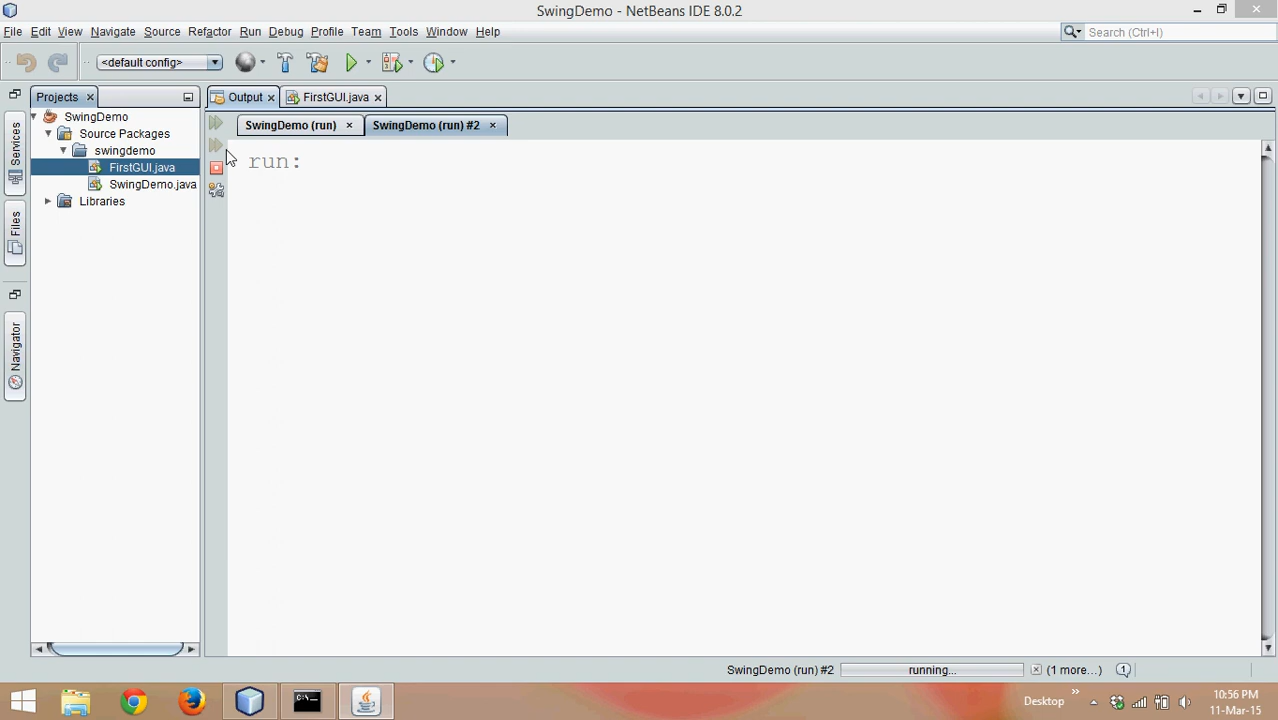 SwingDemo - NetBeans IDE 8.0.2
File Edit View Navigate Source Refactor Run Debug Profile Team Tools Window Help
Search (Ctrl+I)
<default config>
Projects
Output
FirstGUI.java
SwingDemo (run)
SwingDemo (run) #2
SwingDemo
Source Packages
swingdemo
FirstGUI.java
SwingDemo.java
Libraries
Services
Files
Navigator
run:
SwingDemo (run) #2
running...
(1 more...)
1
Desktop
10:56 PM
11-Mar-15